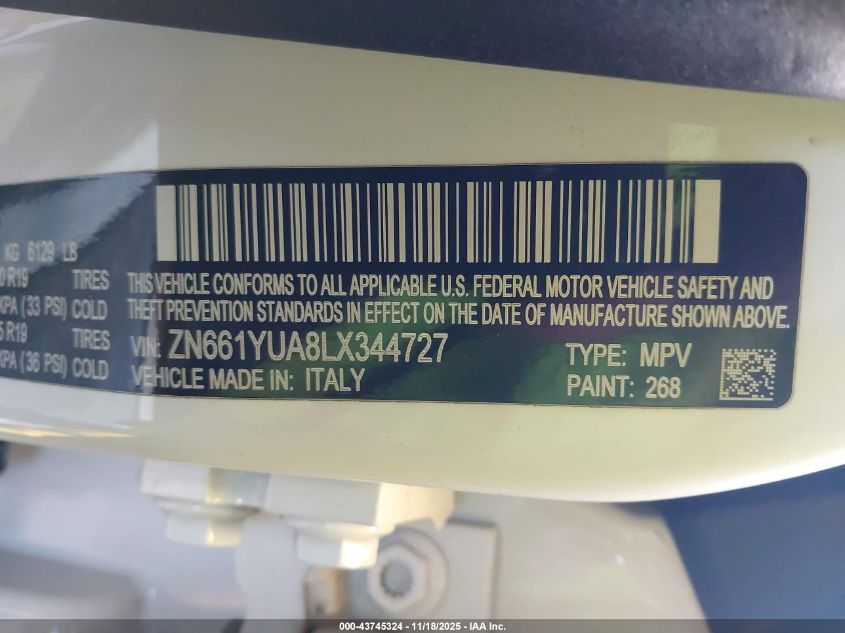 KG 6129 LB
0 R19 TIRES
KPA (33 PSI) COLD
5 R19 TIRES
KPA (36 PSI) COLD
THIS VEHICLE CONFORMS TO ALL APPLICABLE U.S. FEDERAL MOTOR VEHICLE SAFETY AND
THEFT PREVENTION STANDARDS IN EFFECT ON THE DATE OF MANUFACTURE SHOWN ABOVE.
VIN: ZN661YUA8LX344727 TYPE: MPV
VEHICLE MADE IN: ITALY PAINT: 268
000-43745324 - 11/18/2025 - IAA Inc.